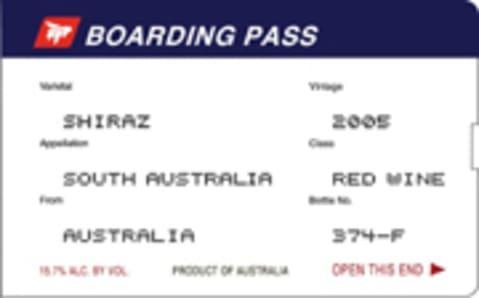 BOARDING PASS
Varietal Vintage
SHIRAZ 2005
Appellation Class
SOUTH AUSTRALIA RED WINE
From Bottle No.
AUSTRALIA 374-F
15.7% ALC. BY VOL. PRODUCT OF AUSTRALIA OPEN THIS END